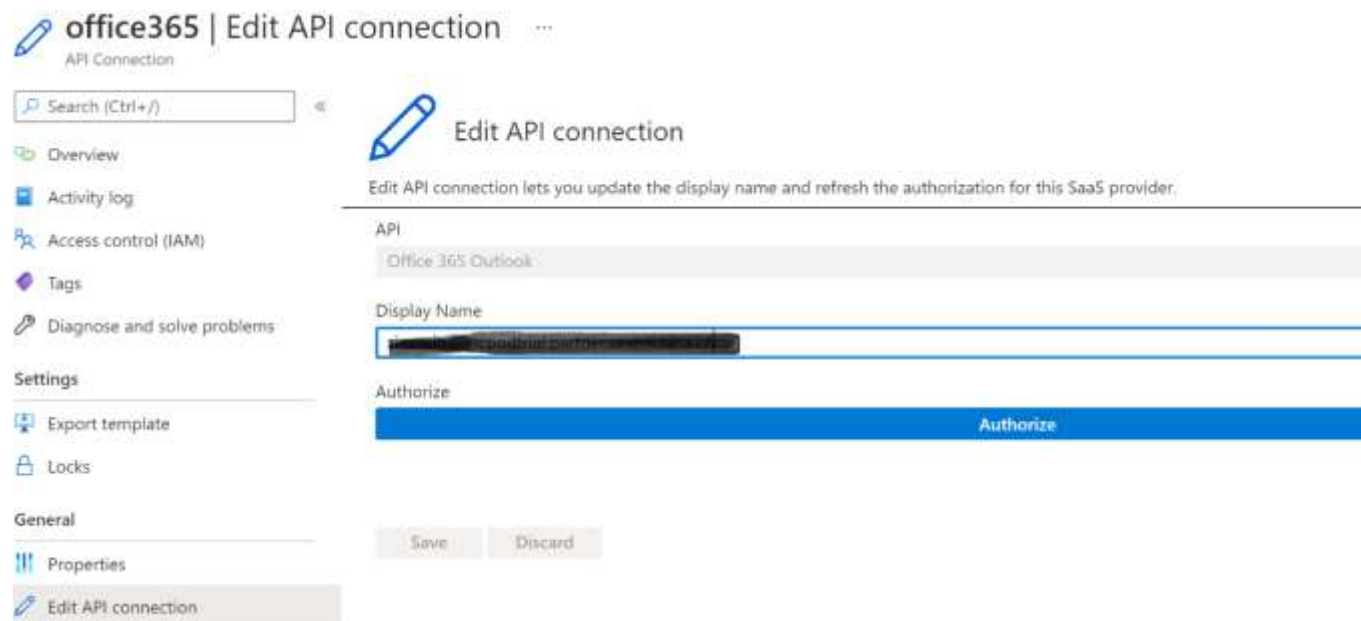 office365 | Edit API connection ...
API Connection
Search (Ctrl+/)
«
Overview
Activity log
Access control (IAM)
Tags
Diagnose and solve problems
Settings
Export template
Locks
General
Properties
Edit API connection
Edit API connection
Edit API connection lets you update the display name and refresh the authorization for this SaaS provider.
API
Office 365 Outlook
Display Name
Authorize
Authorize
Save Discard